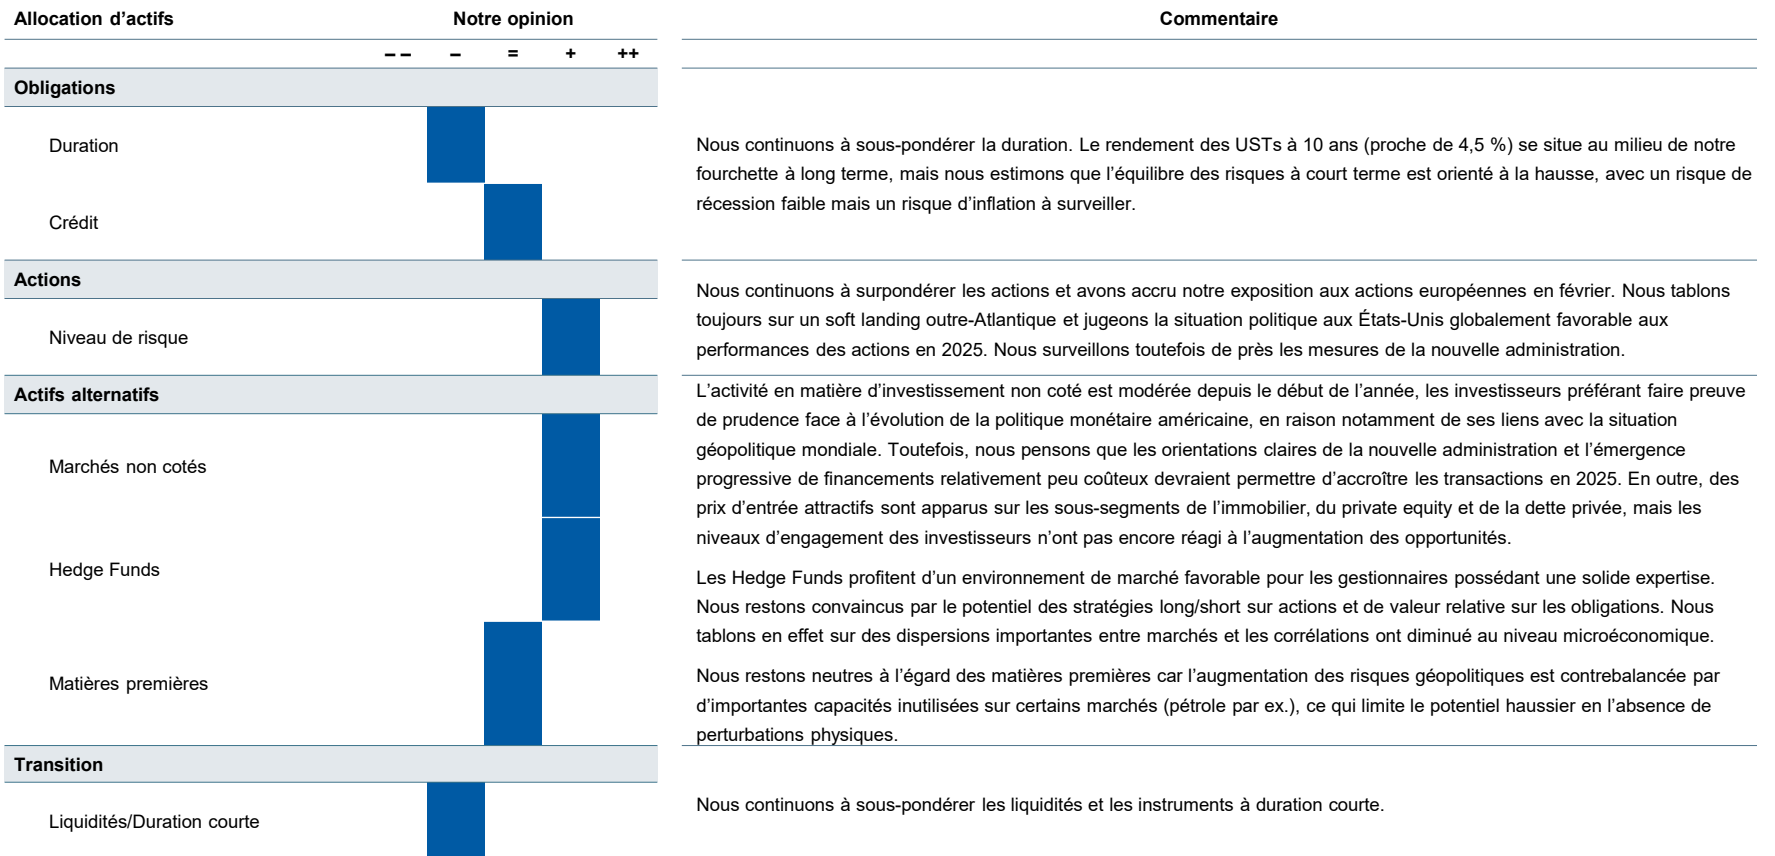 Allocation d’actifs Notre opinion Commentaire
– – – = + ++
Obligations
Duration
Crédit
Nous continuons à sous-pondérer la duration. Le rendement des USTs à 10 ans (proche de 4,5 %) se situe au milieu de notre
fourchette à long terme, mais nous estimons que l’équilibre des risques à court terme est orienté à la hausse, avec un risque de
récession faible mais un risque d’inflation à surveiller.
Actions
Niveau de risque
Nous continuons à surpondérer les actions et avons accru notre exposition aux actions européennes en février. Nous tablons
toujours sur un soft landing outre-Atlantique et jugeons la situation politique aux États-Unis globalement favorable aux
performances des actions en 2025. Nous surveillons toutefois de près les mesures de la nouvelle administration.
Actifs alternatifs
Marchés non cotés
L’activité en matière d’investissement non coté est modérée depuis le début de l’année, les investisseurs préférant faire preuve
de prudence face à l’évolution de la politique monétaire américaine, en raison notamment de ses liens avec la situation
géopolitique mondiale. Toutefois, nous pensons que les orientations claires de la nouvelle administration et l’émergence
progressive de financements relativement peu coûteux devraient permettre d’accroître les transactions en 2025. En outre, des
prix d’entrée attractifs sont apparus sur les sous-segments de l’immobilier, du private equity et de la dette privée, mais les
niveaux d’engagement des investisseurs n’ont pas encore réagi à l’augmentation des opportunités.
Hedge Funds
Les Hedge Funds profitent d’un environnement de marché favorable pour les gestionnaires possédant une solide expertise.
Nous restons convaincus par le potentiel des stratégies long/short sur actions et de valeur relative sur les obligations. Nous
tablons en effet sur des dispersions importantes entre marchés et les corrélations ont diminué au niveau microéconomique.
Matières premières
Nous restons neutres à l’égard des matières premières car l’augmentation des risques géopolitiques est contrebalancée par
d’importantes capacités inutilisées sur certains marchés (pétrole par ex.), ce qui limite le potentiel haussier en l’absence de
perturbations physiques.
Transition
Liquidités/Duration courte
Nous continuons à sous-pondérer les liquidités et les instruments à duration courte.